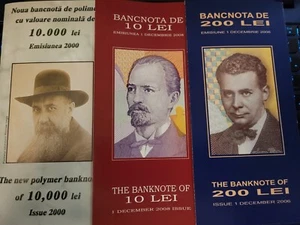 Noua bancnotă de polimer
cu valoare nominală de
10.000 lei
Emisiunea 2000
The new polymer banknote
of 10,000 lei
Issue 2000
BANCNOTA DE
10 LEI
EMISIUNEA 1 DECEMBRIE 2008
THE BANKNOTE OF
10 LEI
1 DECEMBER 2008 ISSUE
BANCNOTA DE
200 LEI
EMISIUNE 1 DECEMBRIE 2006
THE BANKNOTE OF
200 LEI
ISSUE 1 DECEMBER 2006